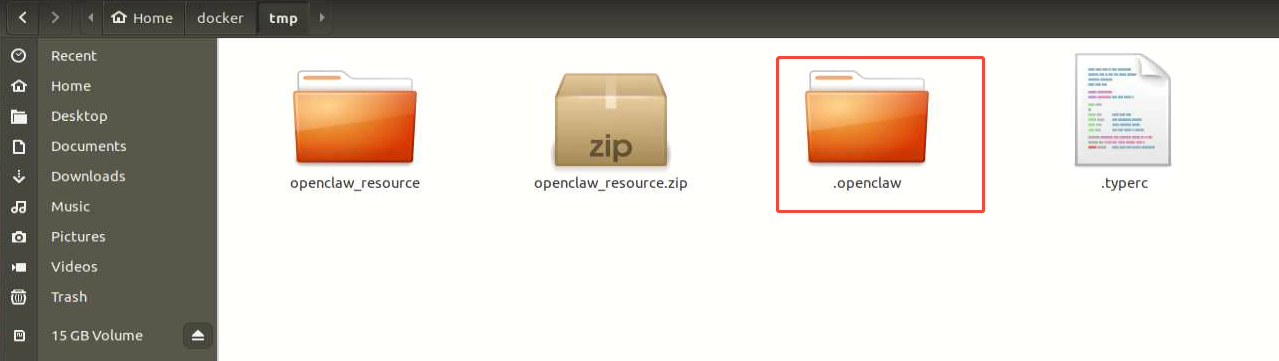 Home docker tmp
Recent
Home
Desktop
Documents
Downloads
Music
Pictures
Videos
Trash
15 GB Volume
zip
openclaw_resource openclaw_resource.zip .openclaw .typerc